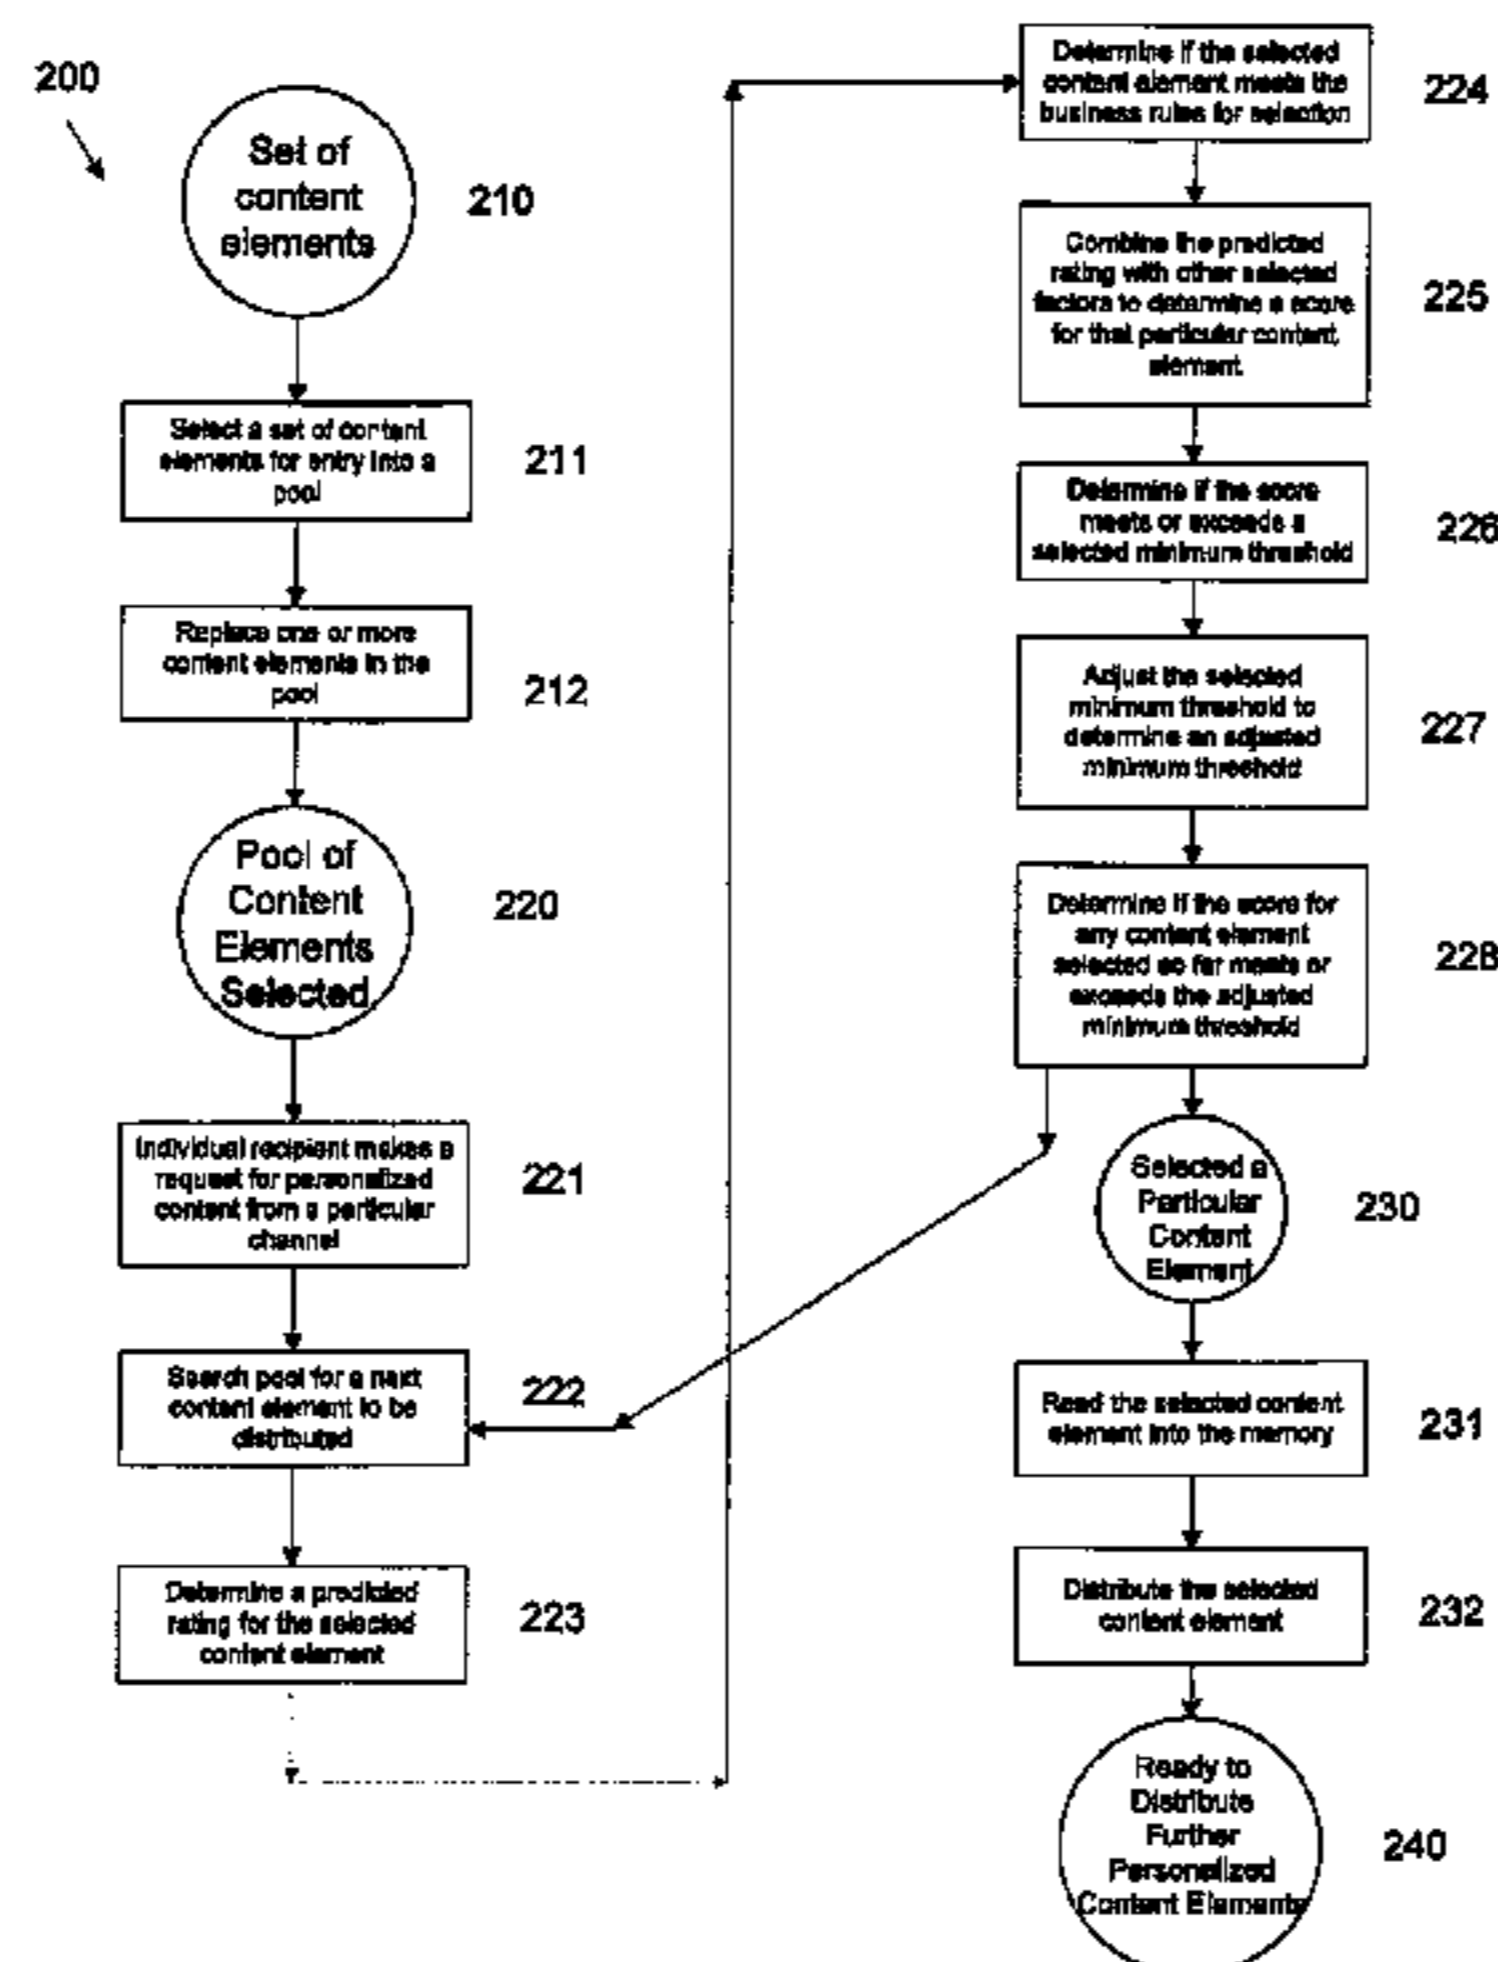 200
Set of
content
elements
210
Select a set of content
elements for entry into a
pool
211
Replace one or more
content elements in the
pool
212
Pool of
Content
Elements
Selected
220
Individual recipient makes a
request for personalized
content from a particular
channel
221
Search pool for a next
content element to be
distributed
222
Determine a predicted
rating for the selected
content element
223
Determine if the selected
content element meets the
business rules for selection
224
Combine the predicted
rating with other selected
factors to determine a score
for that particular content
element.
225
Determine if the score
meets or exceeds a
selected minimum threshold
226
Adjust the selected
minimum threshold to
determine an adjusted
minimum threshold
227
Determine if the score for
any content element
selected so far meets or
exceeds the adjusted
minimum threshold
228
Selected a
Particular
Content
Element
230
Read the selected content
element into the memory
231
Distribute the selected
content element
232
Ready to
Distribute
Further
Personalized
Content Elements
240